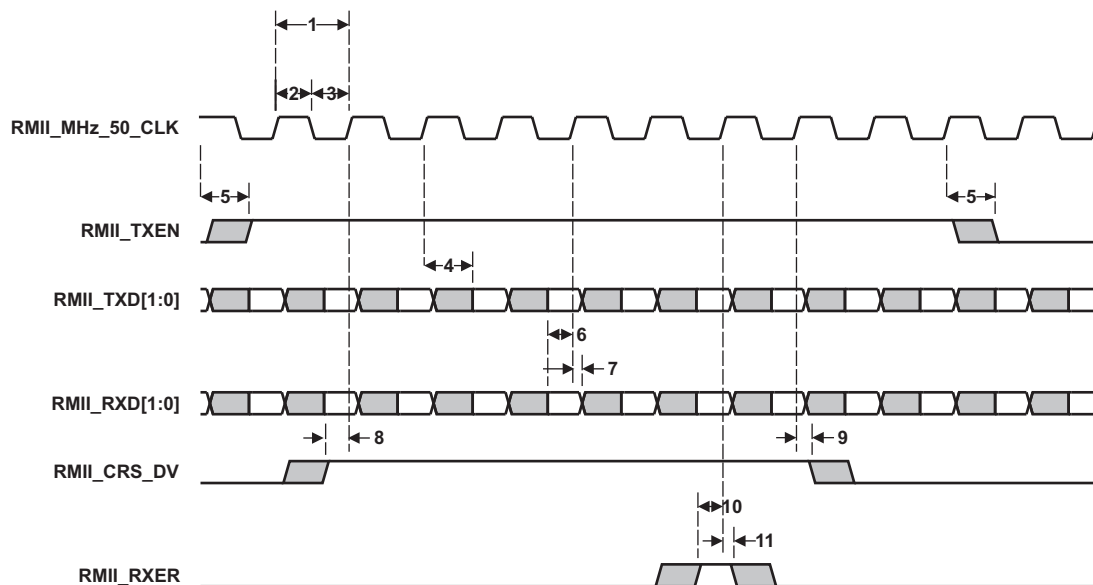 1
2
3
RMII_MHz_50_CLK
5
5
RMII_TXEN
4
RMII_TXD[1:0]
6
7
RMII_RXD[1:0]
8
9
RMII_CRS_DV
10
11
RMII_RXER